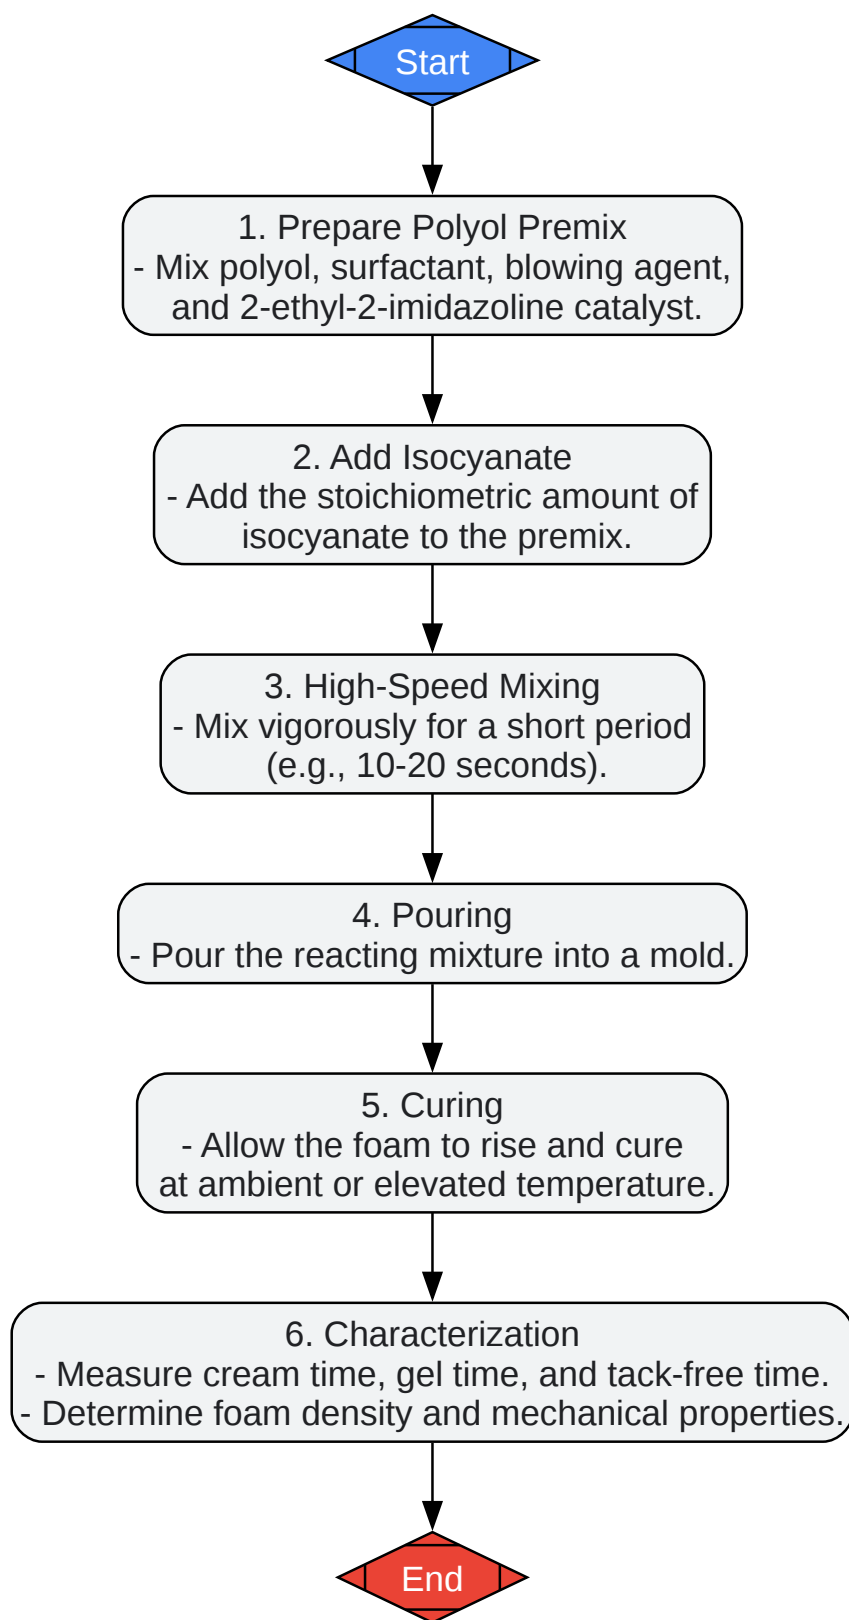 Start
1. Prepare Polyol Premix
- Mix polyol, surfactant, blowing agent,
and 2-ethyl-2-imidazoline catalyst.
2. Add Isocyanate
- Add the stoichiometric amount of
isocyanate to the premix.
3. High-Speed Mixing
- Mix vigorously for a short period
(e.g., 10-20 seconds).
4. Pouring
- Pour the reacting mixture into a mold.
5. Curing
- Allow the foam to rise and cure
at ambient or elevated temperature.
6. Characterization
- Measure cream time, gel time, and tack-free time.
- Determine foam density and mechanical properties.
End